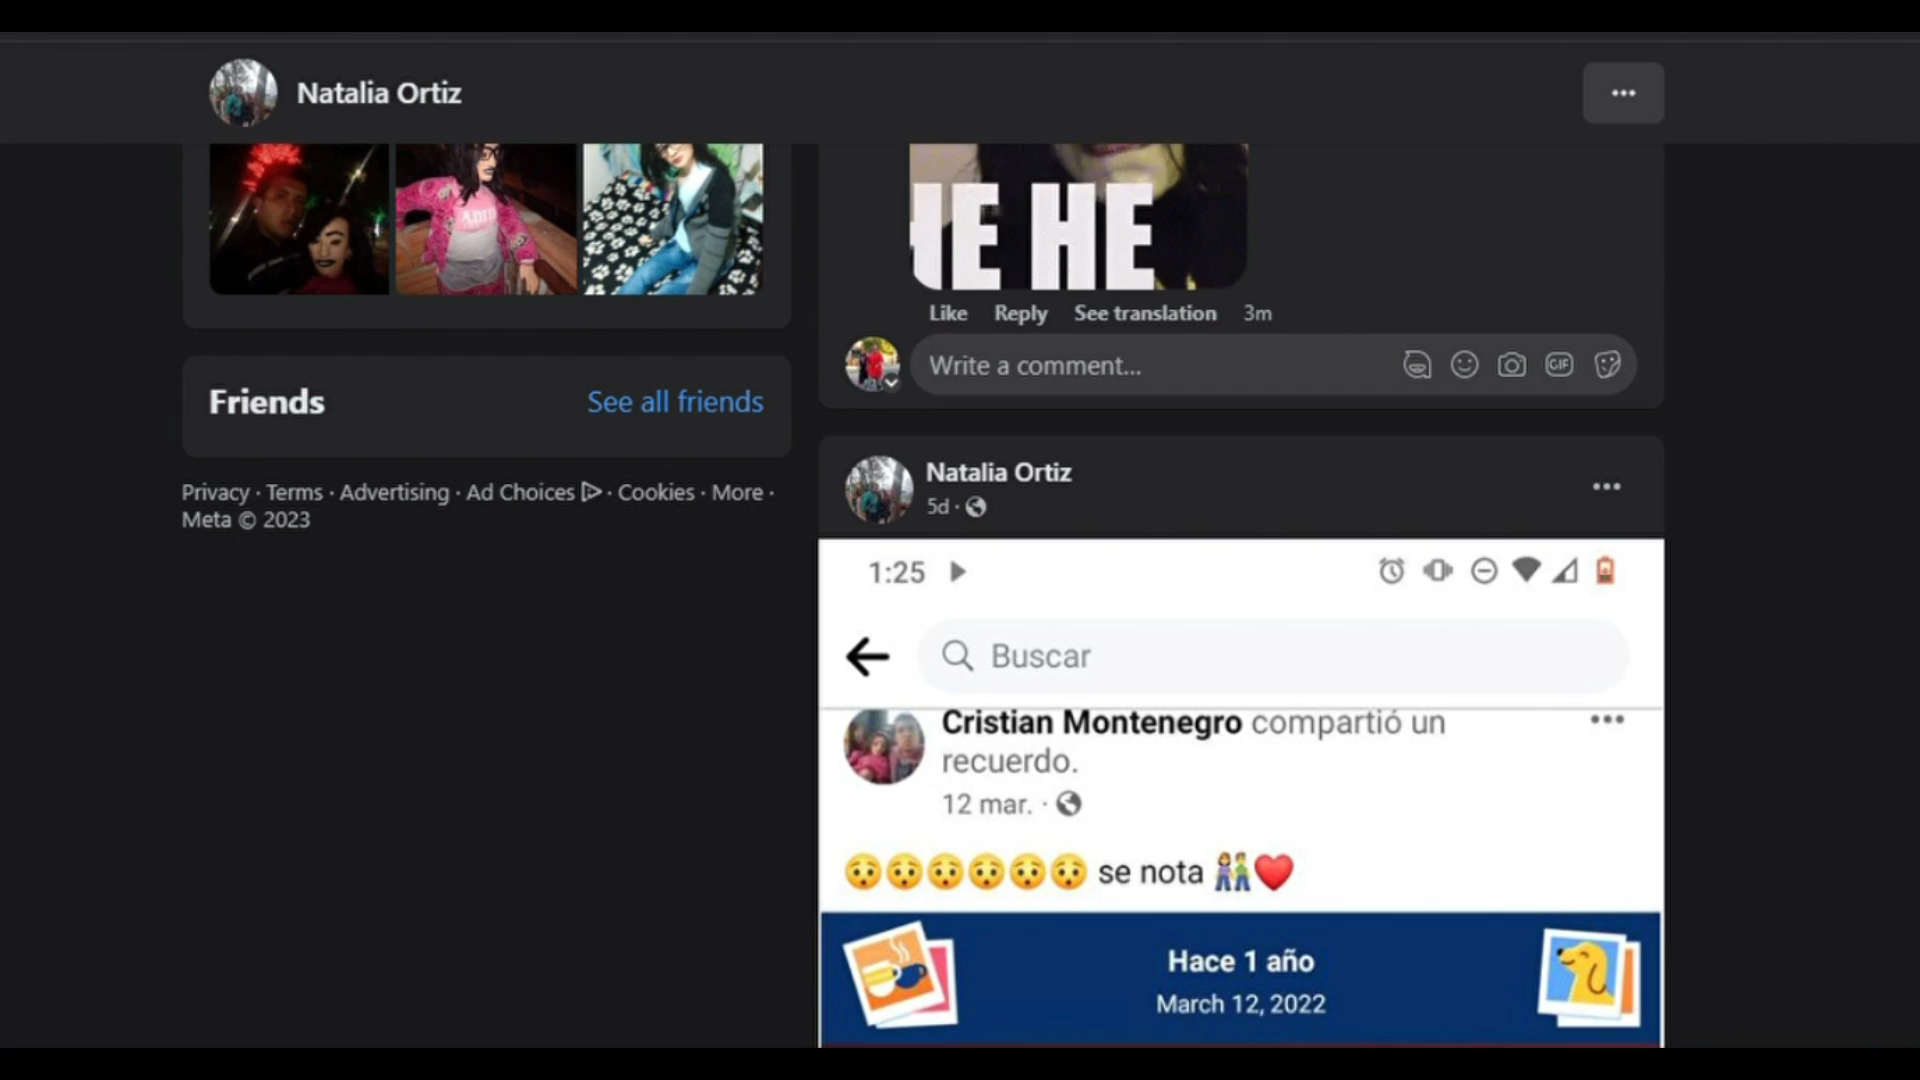 Natalia Ortiz
HE HE
Like Reply See translation 3m
Write a comment...
GIF
Friends
See all friends
Privacy · Terms · Advertising · Ad Choices · Cookies · More ·
Meta © 2023
Natalia Ortiz
5d ·
1:25
Buscar
Cristian Montenegro compartió un
recuerdo.
12 mar. ·
😯😯😯😯😯😯 se nota 👫❤️
Hace 1 año
March 12, 2022